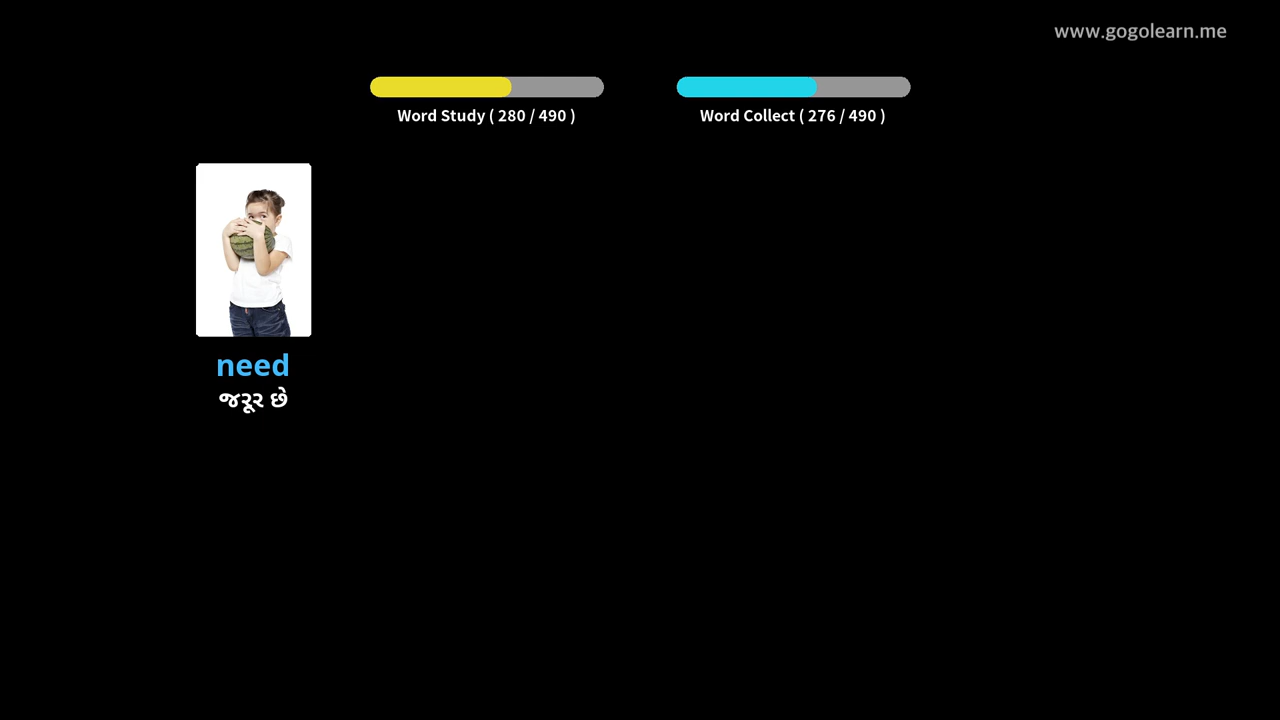 www.gogolearn.me
Word Study ( 280 / 490 )
Word Collect ( 276 / 490 )
need
જરૂર છે